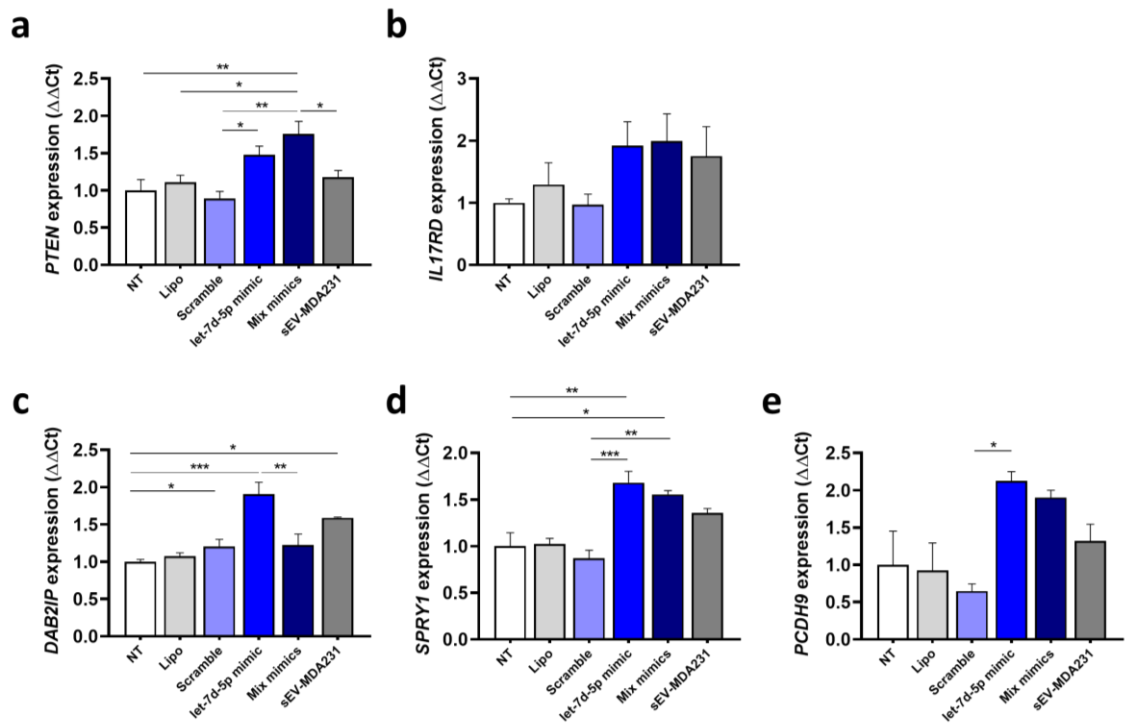 a
PTEN expression (ΔΔCt)
2.5
2.0
1.5
1.0
0.5
0.0
**
*
**
*
*
NT
Lipo
Scramble
let-7d-5p mimic
Mix mimics
sEV-MDA231
b
IL17RD expression (ΔΔCt)
3
2
1
0
NT
Lipo
Scramble
let-7d-5p mimic
Mix mimics
sEV-MDA231
c
DAB2IP expression (ΔΔCt)
2.5
2.0
1.5
1.0
0.5
0.0
*
***
**
*
NT
Lipo
Scramble
let-7d-5p mimic
Mix mimics
sEV-MDA231
d
SPRY1 expression (ΔΔCt)
2.0
1.5
1.0
0.5
0.0
**
*
**
***
NT
Lipo
Scramble
let-7d-5p mimic
Mix mimics
sEV-MDA231
e
PCDH9 expression (ΔΔCt)
2.5
2.0
1.5
1.0
0.5
0.0
*
NT
Lipo
Scramble
let-7d-5p mimic
Mix mimics
sEV-MDA231